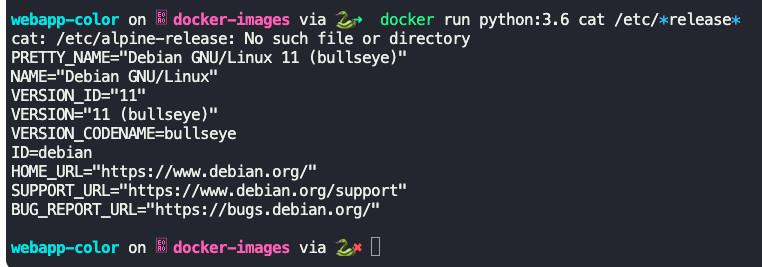 webapp-color on docker-images via 🐍➜ docker run python:3.6 cat /etc/*release*
cat: /etc/alpine-release: No such file or directory
PRETTY_NAME="Debian GNU/Linux 11 (bullseye)"
NAME="Debian GNU/Linux"
VERSION_ID="11"
VERSION="11 (bullseye)"
VERSION_CODENAME=bullseye
ID=debian
HOME_URL="https://www.debian.org/"
SUPPORT_URL="https://www.debian.org/support"
BUG_REPORT_URL="https://bugs.debian.org/"
webapp-color on docker-images via 🐍✖